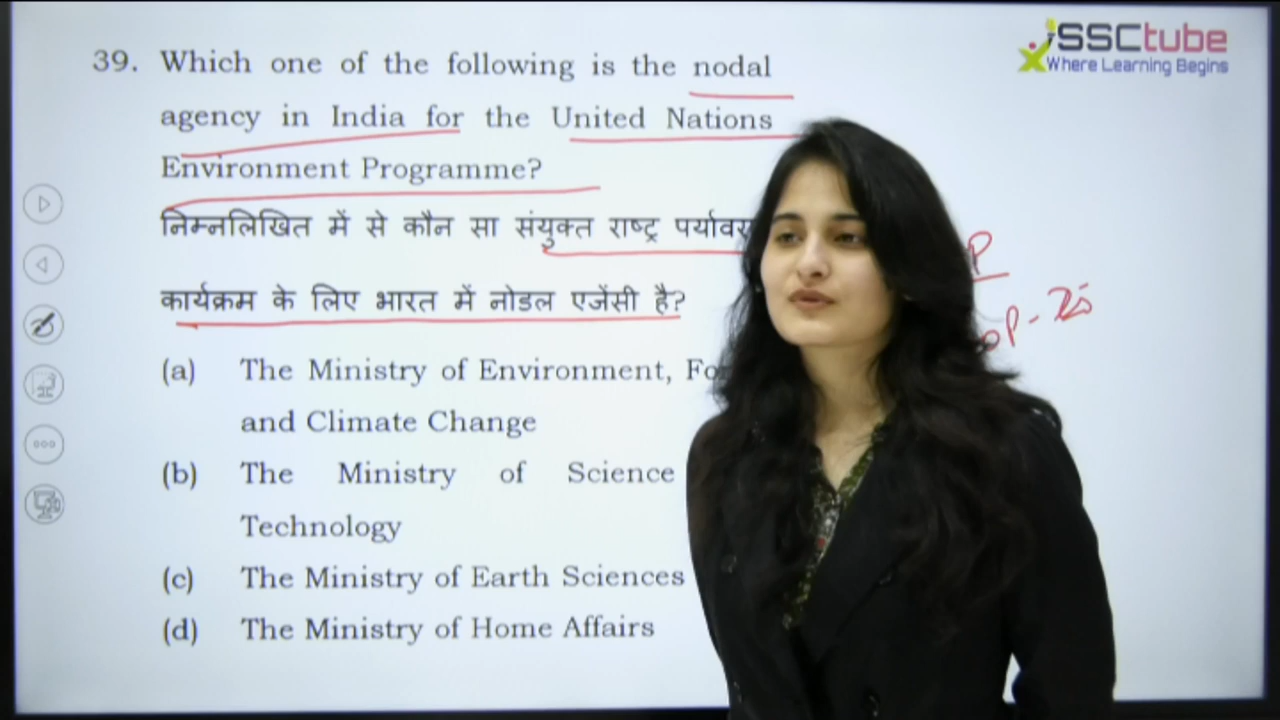 SSCtube
Where Learning Begins
39. Which one of the following is the nodal
agency in India for the United Nations
Environment Programme?
निम्नलिखित में से कौन सा संयुक्त राष्ट्र
कार्यक्रम के लिए भारत में नोडल एजेंसी है?
(a) The Ministry of Environment,
and Climate Change
(b) The Ministry of Science
Technology
(c) The Ministry of Earth Sciences
(d) The Ministry of Home Affairs